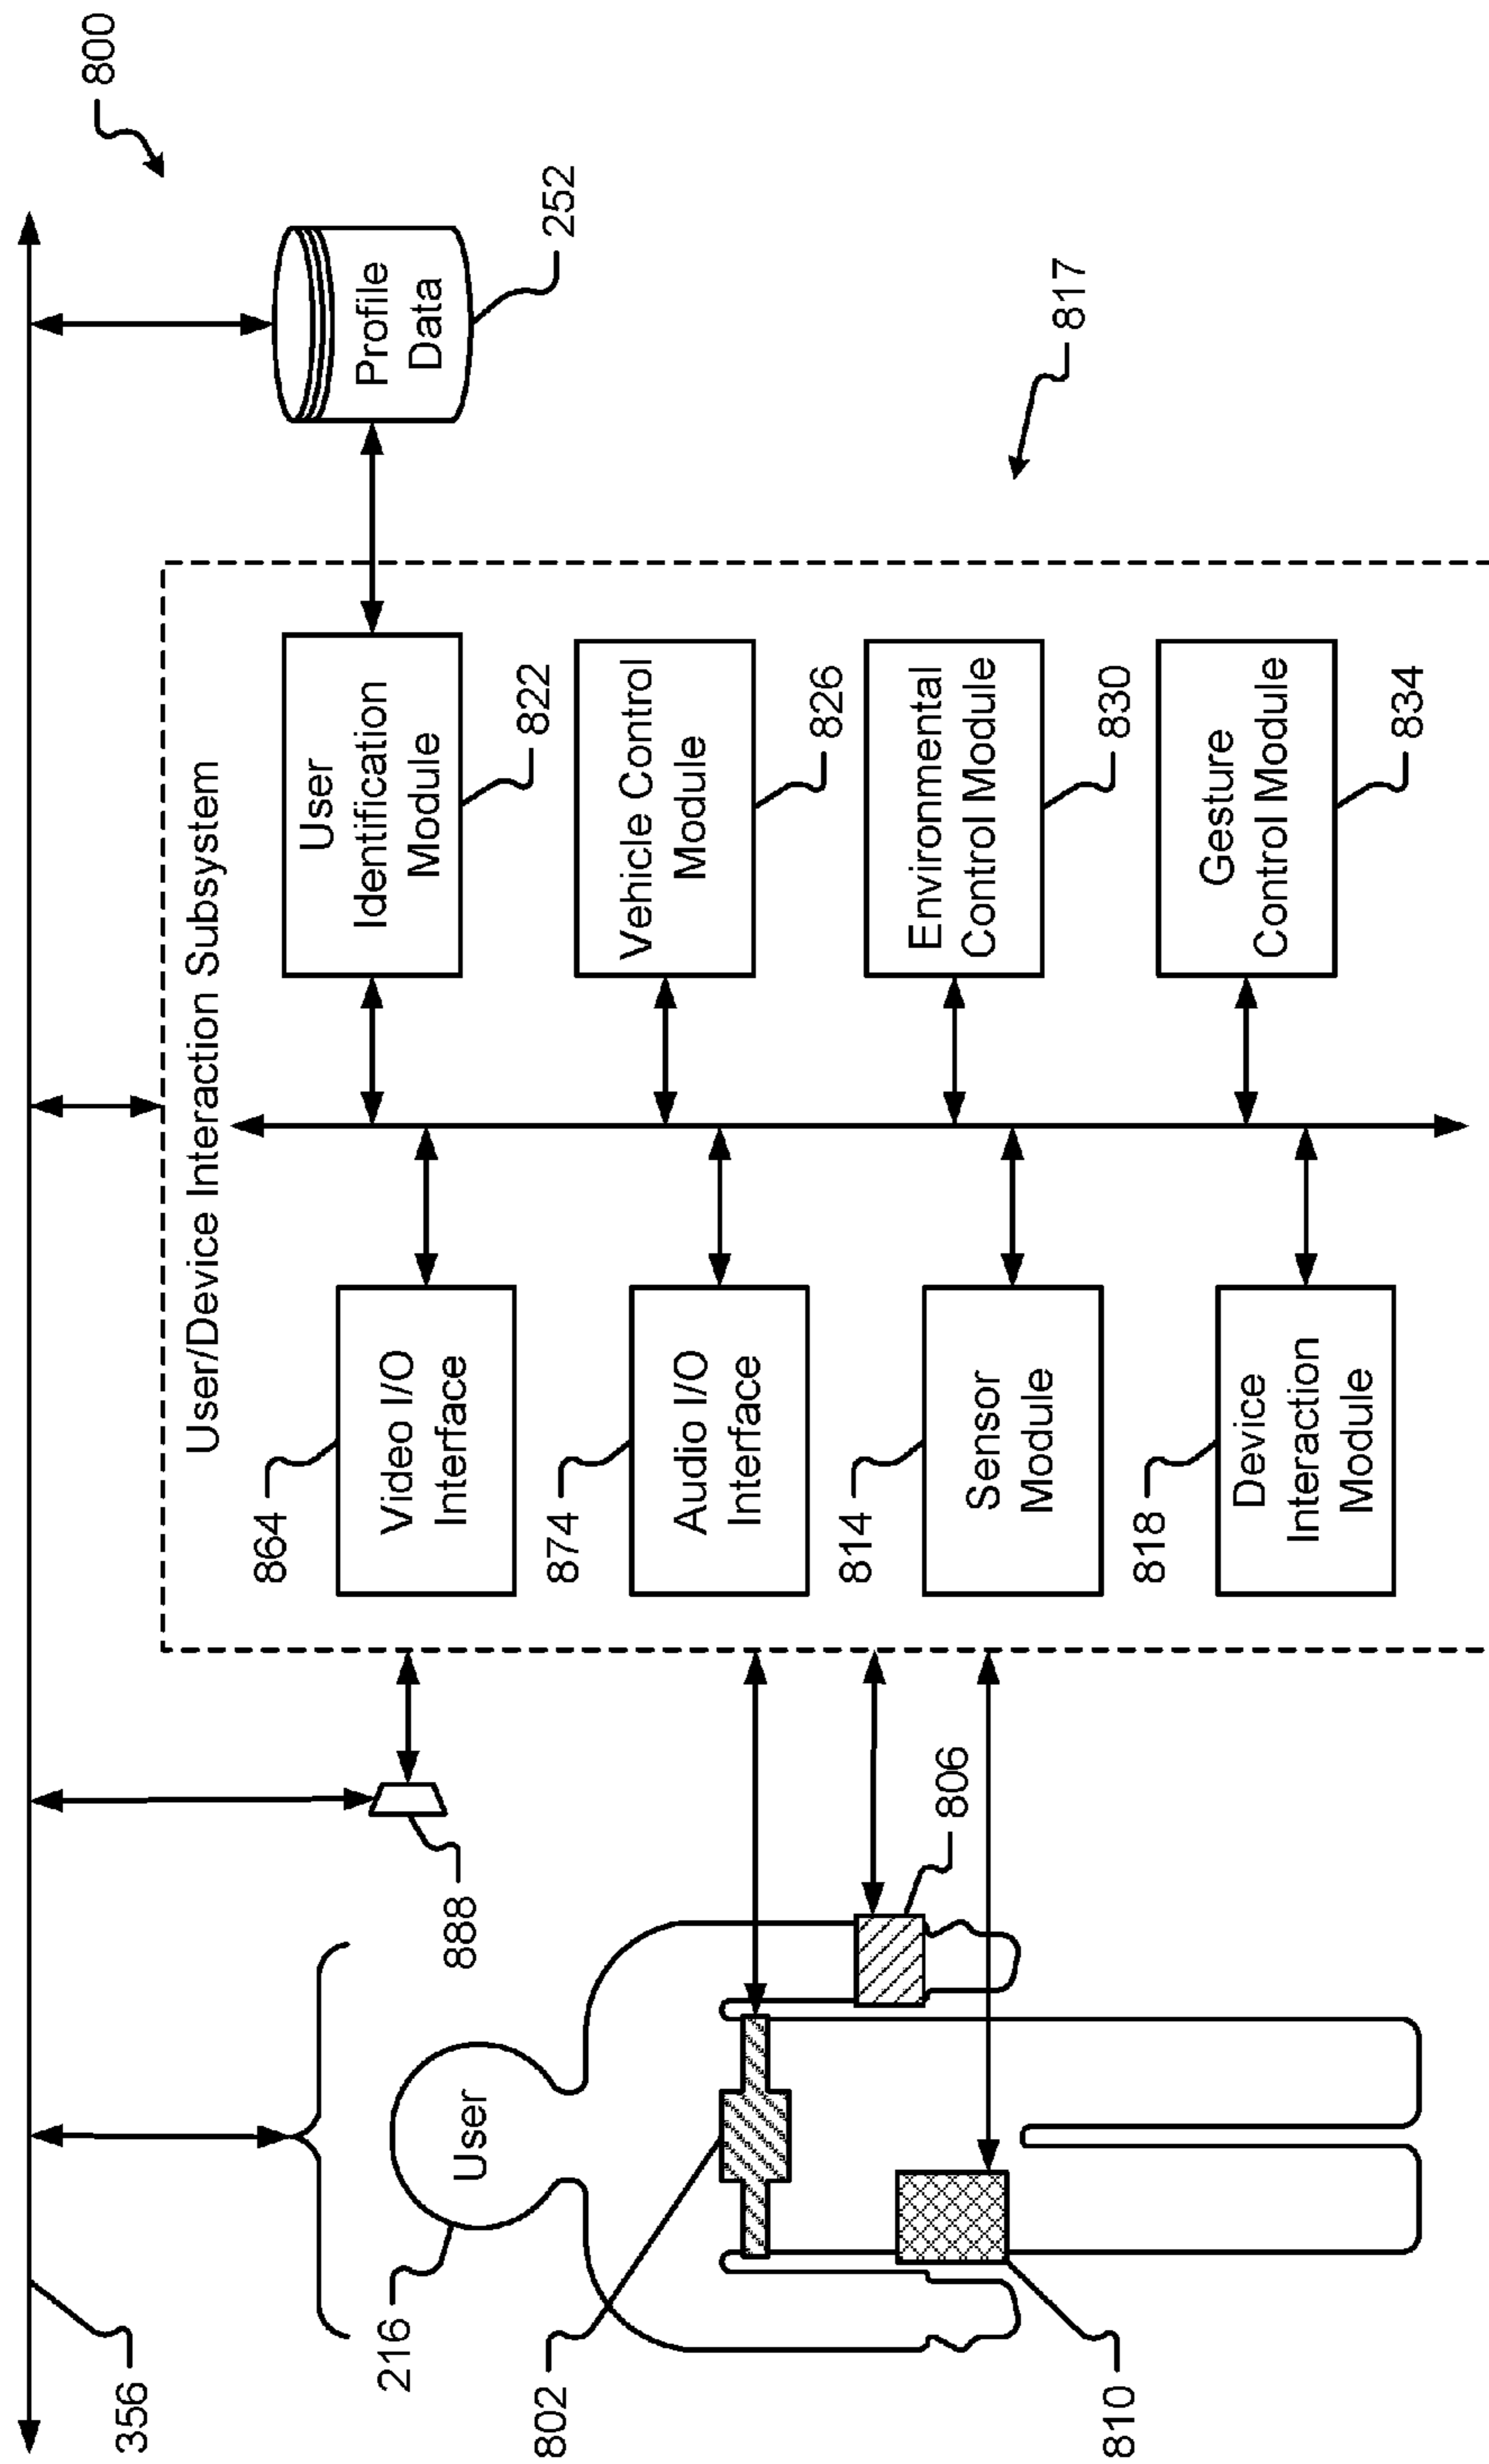 800
356
Profile
Data
252
817
User/Device Interaction Subsystem
864
Video I/O
Interface
User
Identification
Module
822
874
Audio I/O
Interface
Vehicle Control
Module
826
814
Sensor
Module
Environmental
Control Module
830
818
Device
Interaction
Module
Gesture
Control Module
834
888
216
User
802
806
810